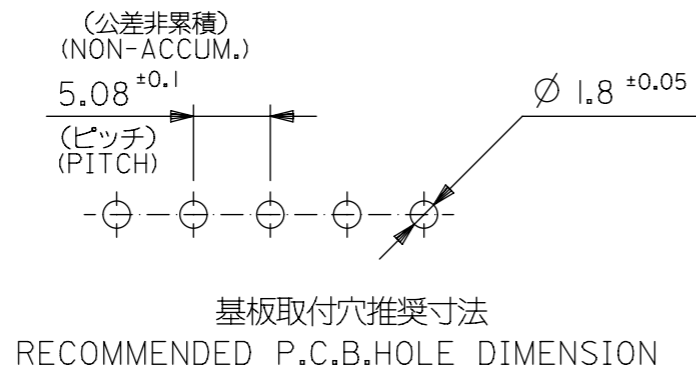 (公差非累積)
(NON-ACCUM.)
5.08 ±0.1
(ピッチ)
(PITCH)
∅ 1.8 ±0.05
基板取付穴推奨寸法
RECOMMENDED P.C.B.HOLE DIMENSION